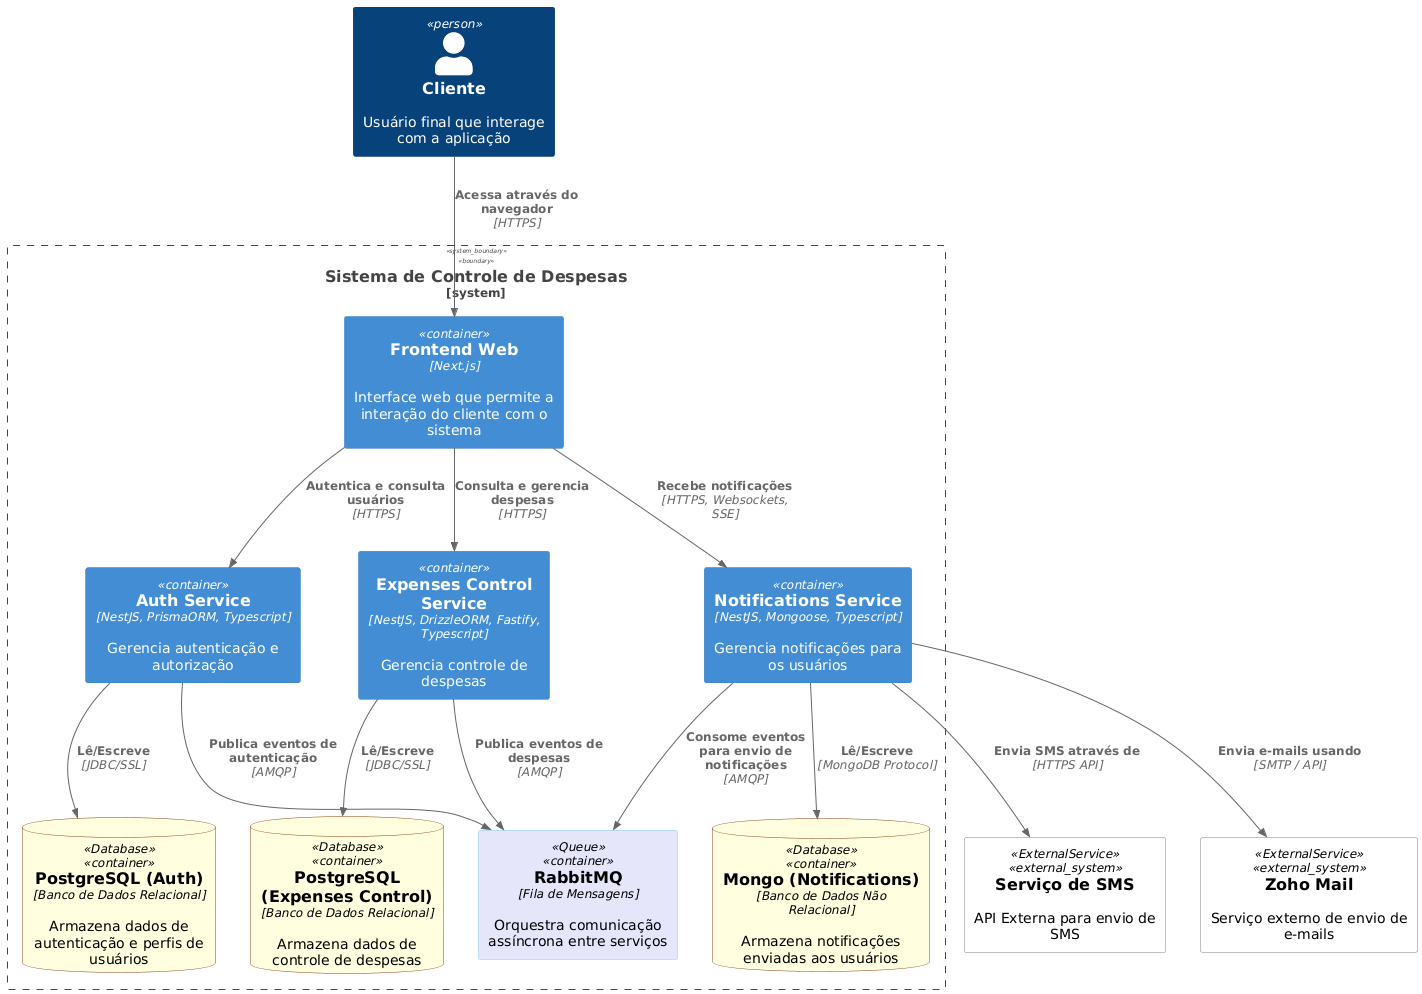 «person»
Cliente
Usuário final que interage
com a aplicação
Acessa através do
navegador
[HTTPS]
«system_boundary»
«boundary»
Sistema de Controle de Despesas
[system]
«container»
Frontend Web
[Next.js]
Interface web que permite a
interação do cliente com o
sistema
Autentica e consulta
usuários
[HTTPS]
Consulta e gerencia
despesas
[HTTPS]
Recebe notificações
[HTTPS, Websockets,
SSE]
«container»
Auth Service
[NestJS, PrismaORM, Typescript]
Gerencia autenticação e
autorização
«container»
Expenses Control
Service
[NestJS, DrizzleORM, Fastify,
Typescript]
Gerencia controle de
despesas
«container»
Notifications Service
[NestJS, Mongoose, Typescript]
Gerencia notificações para
os usuários
Lê/Escreve
[JDBC/SSL]
Publica eventos de
autenticação
[AMQP]
Lê/Escreve
[JDBC/SSL]
Publica eventos de
despesas
[AMQP]
Consome eventos
para envio de
notificações
[AMQP]
Lê/Escreve
[MongoDB Protocol]
Envia SMS através de
[HTTPS API]
Envia e-mails usando
[SMTP / API]
«Database»
«container»
PostgreSQL (Auth)
[Banco de Dados Relacional]
Armazena dados de
autenticação e perfis de
usuários
«Database»
«container»
PostgreSQL
(Expenses Control)
[Banco de Dados Relacional]
Armazena dados de
controle de despesas
«Queue»
«container»
RabbitMQ
[Fila de Mensagens]
Orquestra comunicação
assíncrona entre serviços
«Database»
«container»
Mongo (Notifications)
[Banco de Dados Não
Relacional]
Armazena notificações
enviadas aos usuários
«ExternalService»
«external_system»
Serviço de SMS
API Externa para envio de
SMS
«ExternalService»
«external_system»
Zoho Mail
Serviço externo de envio de
e-mails